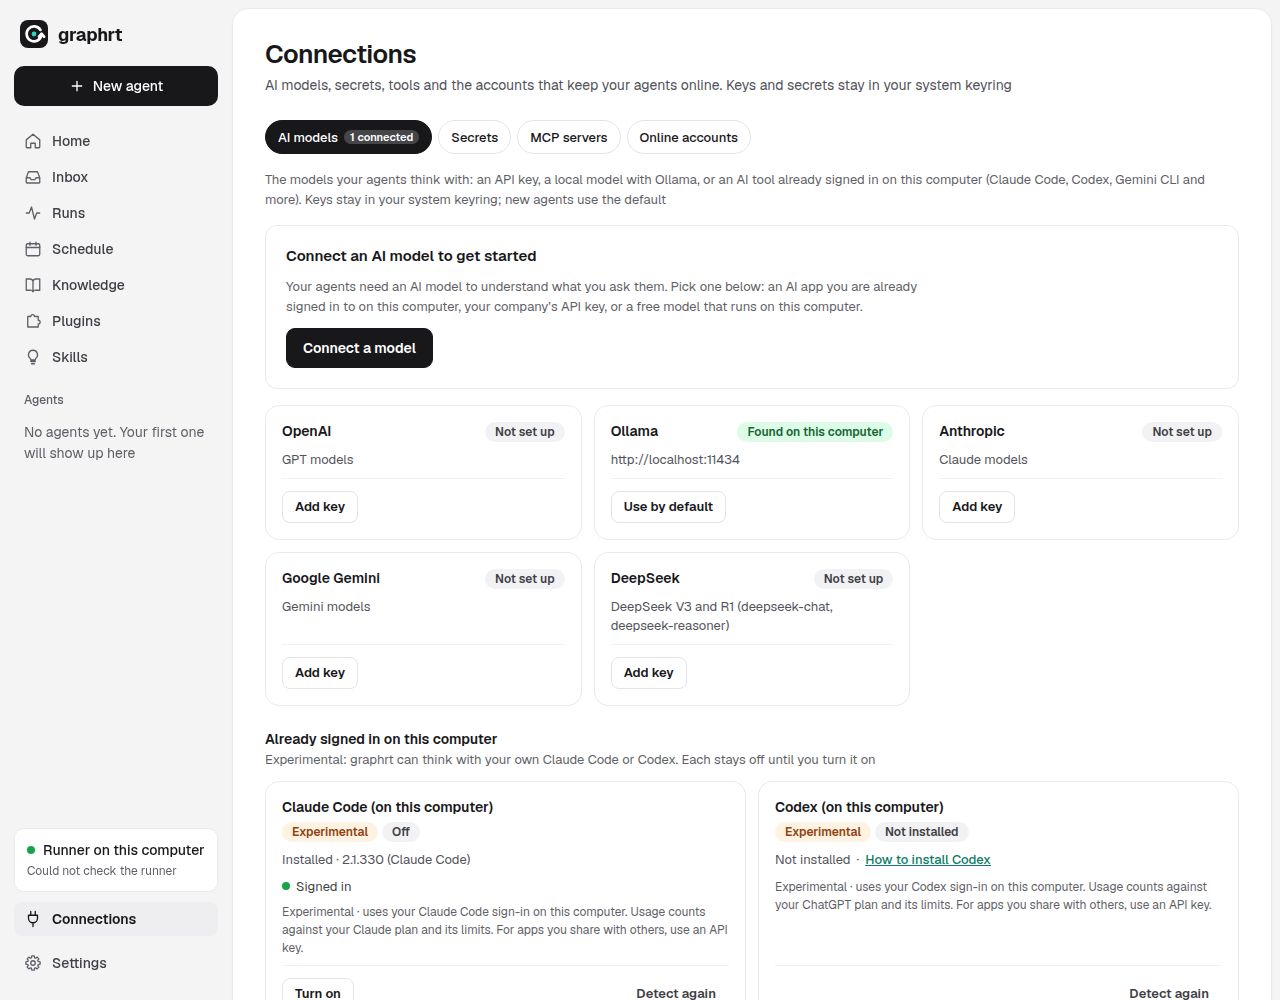 graphrt
New agent
Home
Inbox
Runs
Schedule
Knowledge
Plugins
Skills
Agents
No agents yet. Your first one
will show up here
Runner on this computer
Could not check the runner
Connections
Settings
Connections
AI models, secrets, tools and the accounts that keep your agents online. Keys and secrets stay in your system keyring
AI models 1 connected
Secrets
MCP servers
Online accounts
The models your agents think with: an API key, a local model with Ollama, or an AI tool already signed in on this computer (Claude Code, Codex, Gemini CLI and
more). Keys stay in your system keyring; new agents use the default
Connect an AI model to get started
Your agents need an AI model to understand what you ask them. Pick one below: an AI app you are already
signed in to on this computer, your company's API key, or a free model that runs on this computer.
Connect a model
OpenAI Not set up
GPT models
Add key
Ollama Found on this computer
http://localhost:11434
Use by default
Anthropic Not set up
Claude models
Add key
Google Gemini Not set up
Gemini models
Add key
DeepSeek Not set up
DeepSeek V3 and R1 (deepseek-chat,
deepseek-reasoner)
Add key
Already signed in on this computer
Experimental: graphrt can think with your own Claude Code or Codex. Each stays off until you turn it on
Claude Code (on this computer)
Experimental Off
Installed · 2.1.330 (Claude Code)
Signed in
Experimental · uses your Claude Code sign-in on this computer. Usage counts
against your Claude plan and its limits. For apps you share with others, use an API
key.
Turn on Detect again
Codex (on this computer)
Experimental Not installed
Not installed · How to install Codex
Experimental · uses your Codex sign-in on this computer. Usage counts against
your ChatGPT plan and its limits. For apps you share with others, use an API key.
Detect again